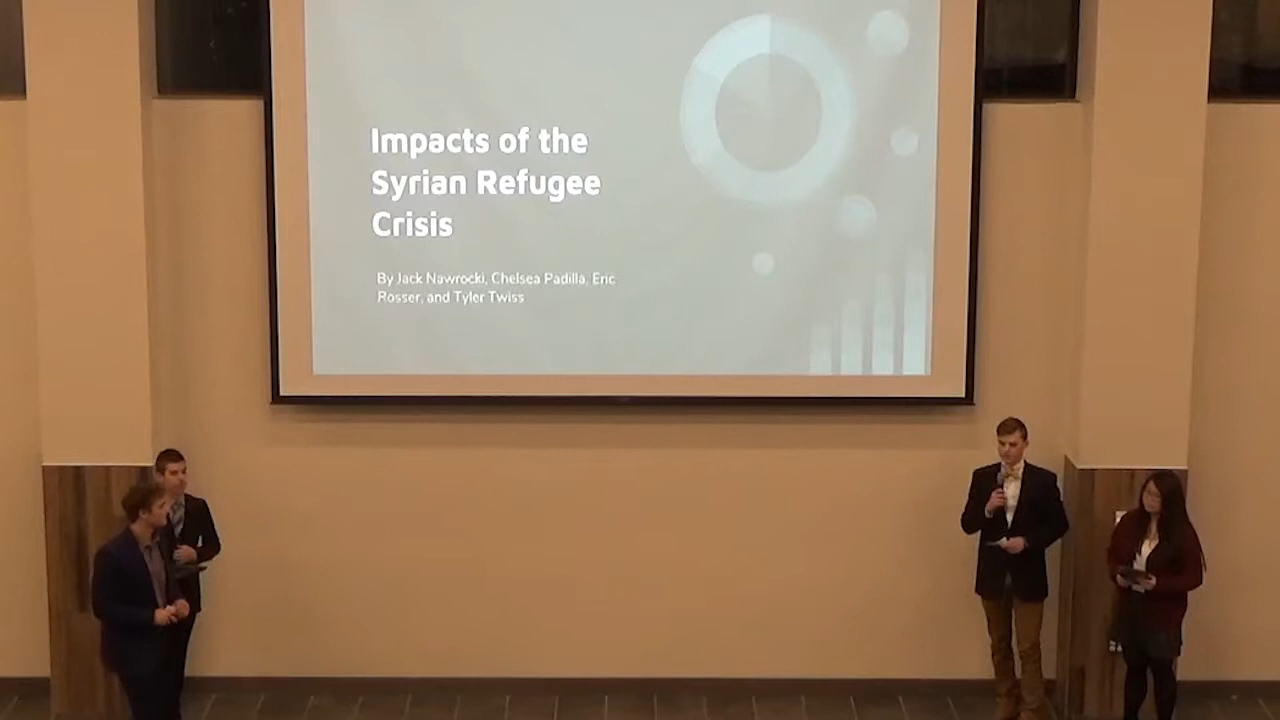 Impacts of the
Syrian Refugee
Crisis
By Jack Nawrocki, Chelsea Padilla, Eric
Rosser, and Tyler Twiss